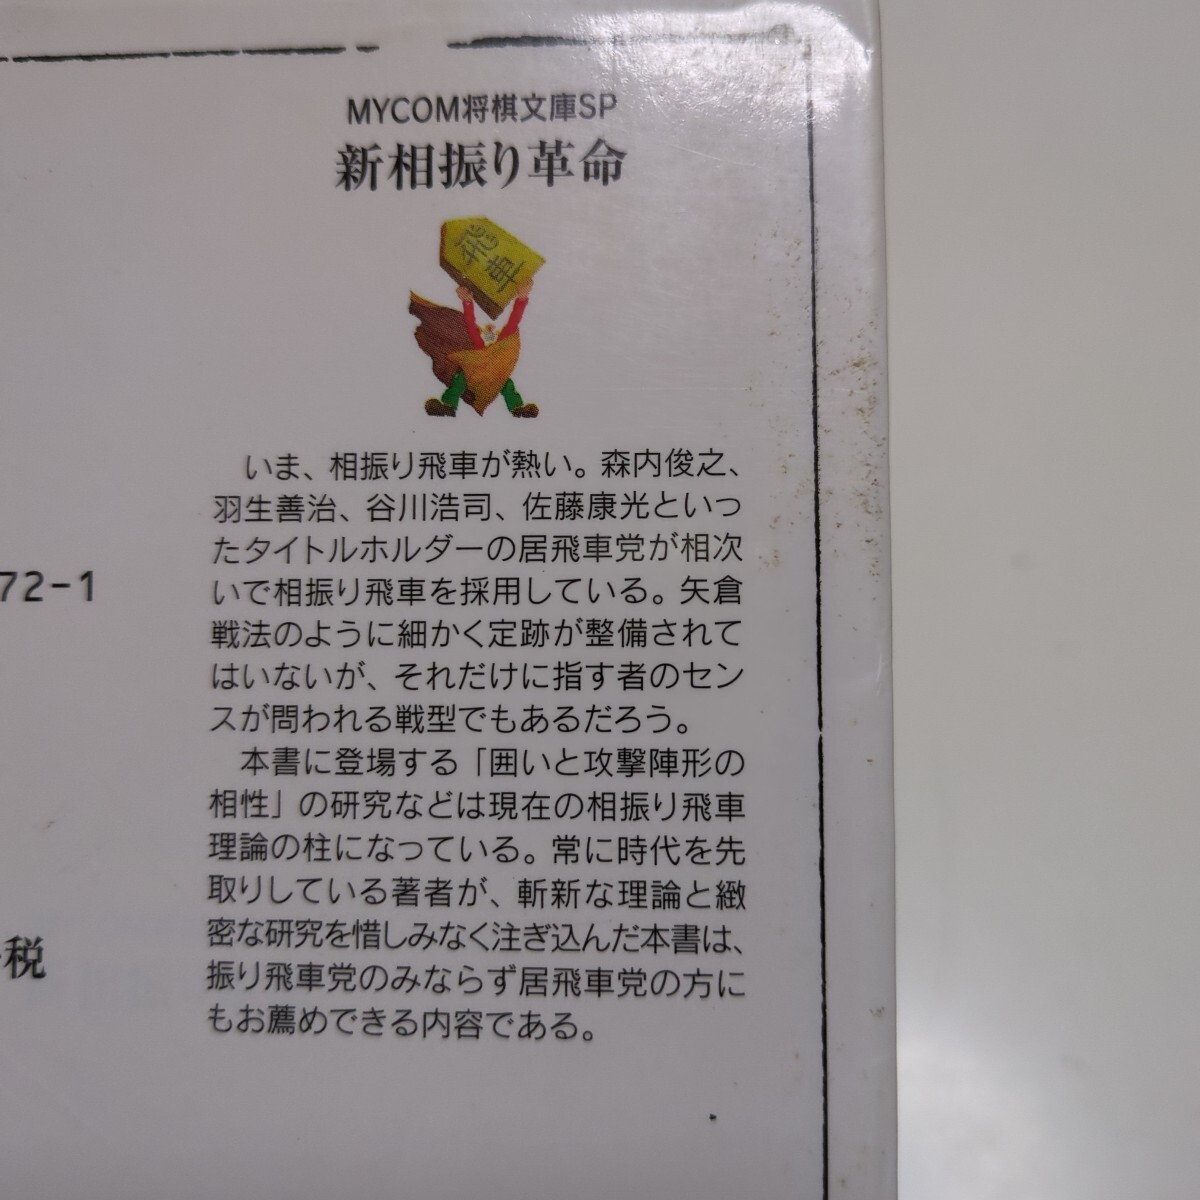 MYCOM将棋文庫SP
新相振り革命
飛車
いま、相振り飛車が熱い。森内俊之、
羽生善治、谷川浩司、佐藤康光といっ
たタイトルホルダーの居飛車党が相次
いで相振り飛車を採用している。矢倉
戦法のように細かく定跡が整備されて
はいないが、それだけに指す者のセン
スが問われる戦型でもあるだろう。
本書に登場する「囲いと攻撃陣形の
相性」の研究などは現在の相振り飛車
理論の柱になっている。常に時代を先
取りしている著者が、斬新な理論と緻
密な研究を惜しみなく注ぎ込んだ本書は、
振り飛車党のみならず居飛車党の方に
もお薦めできる内容である。
72-1
税